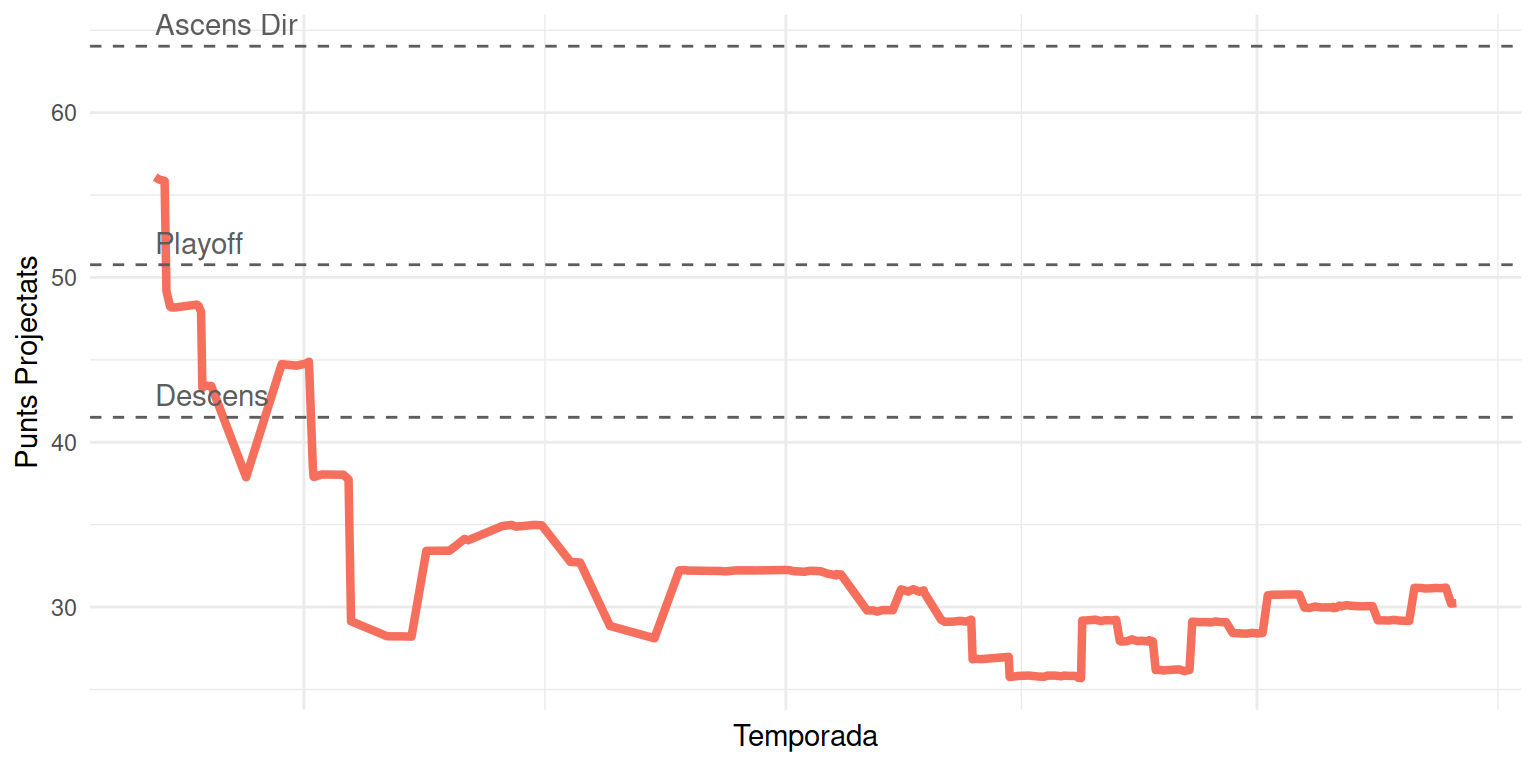 Ascens Dir
60
Playoff
50
Descens
40
30
Punts Projectats
Temporada